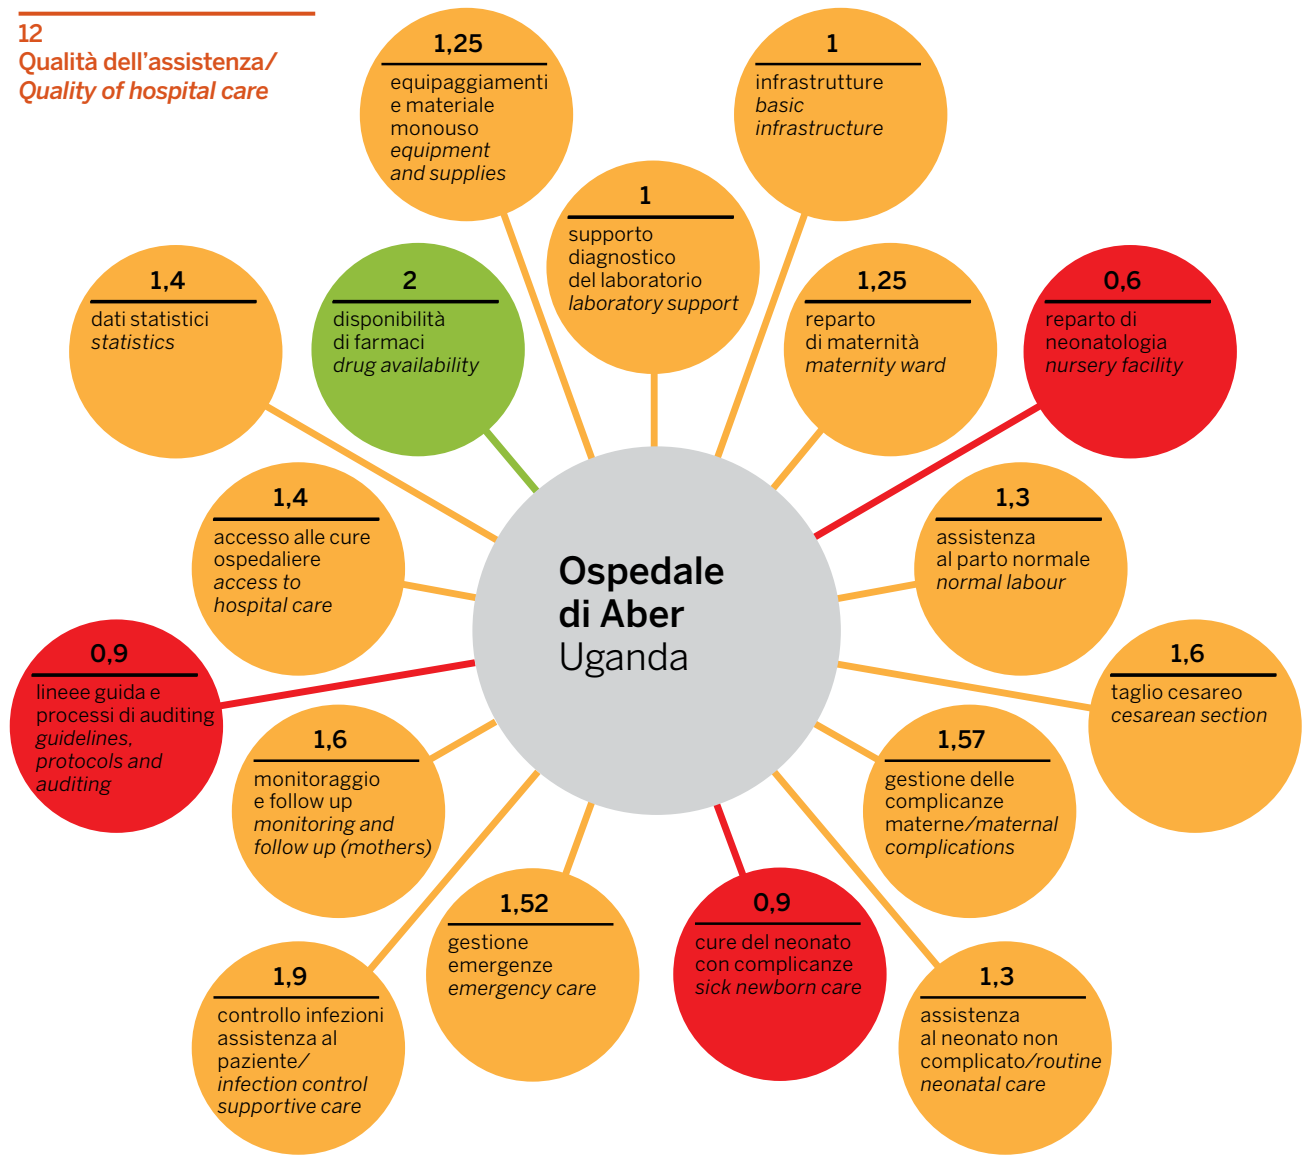 12
Qualità dell'assistenza/
Quality of hospital care
1,25
equipaggiamenti
e materiale
monouso
equipment
and supplies
1
infrastrutture
basic
infrastructure
1
supporto
diagnostico
del laboratorio
laboratory support
1,4
dati statistici
statistics
2
disponibilità
di farmaci
drug availability
1,25
reparto
di maternità
maternity ward
0,6
reparto di
neonatologia
nursery facility
1,4
accesso alle cure
ospedaliere
access to
hospital care
Ospedale
di Aber
Uganda
1,3
assistenza
al parto normale
normal labour
0,9
lineee guida e
processi di auditing
guidelines,
protocols and
auditing
1,6
taglio cesareo
cesarean section
1,6
monitoraggio
e follow up
monitoring and
follow up (mothers)
1,57
gestione delle
complicanze
materne/maternal
complications
1,52
gestione
emergenze
emergency care
0,9
cure del neonato
con complicanze
sick newborn care
1,9
controllo infezioni
assistenza al
paziente/
infection control
supportive care
1,3
assistenza
al neonato non
complicato/routine
neonatal care